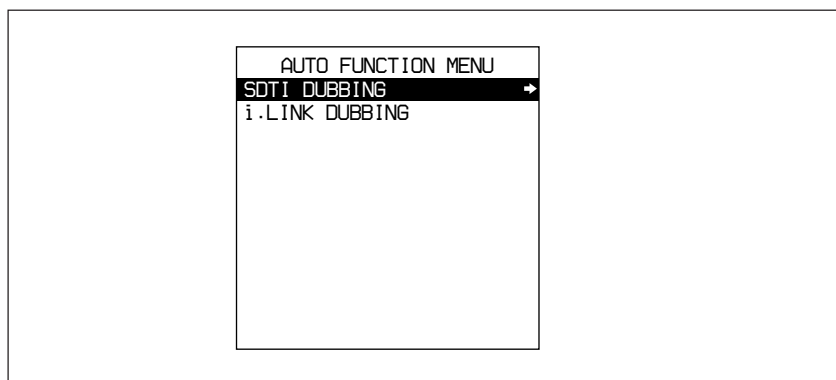 AUTO FUNCTION MENU
SDTI DUBBING ➔
i.LINK DUBBING